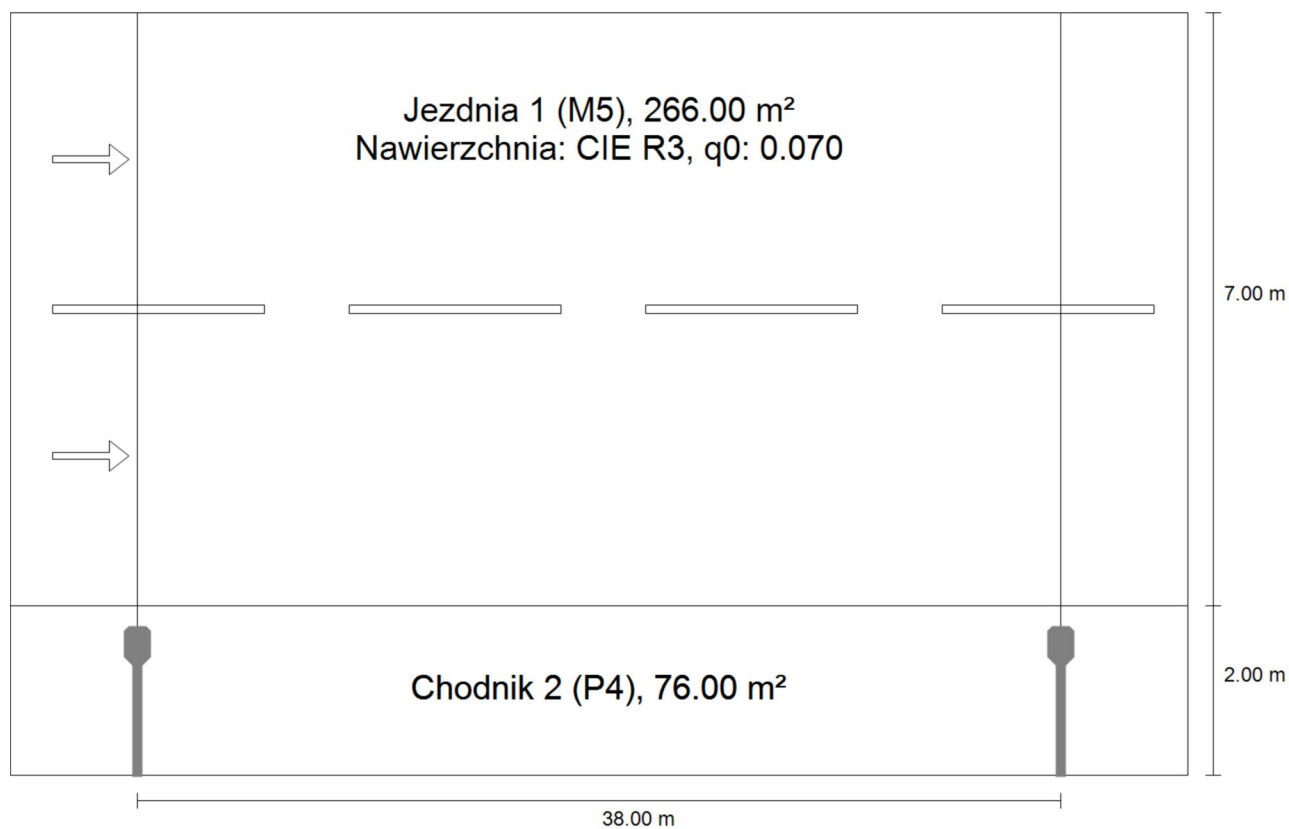 Jezdnia 1 (M5), 266.00 m²
Nawierzchnia: CIE R3, q0: 0.070
7.00 m
Chodnik 2 (P4), 76.00 m²
2.00 m
38.00 m